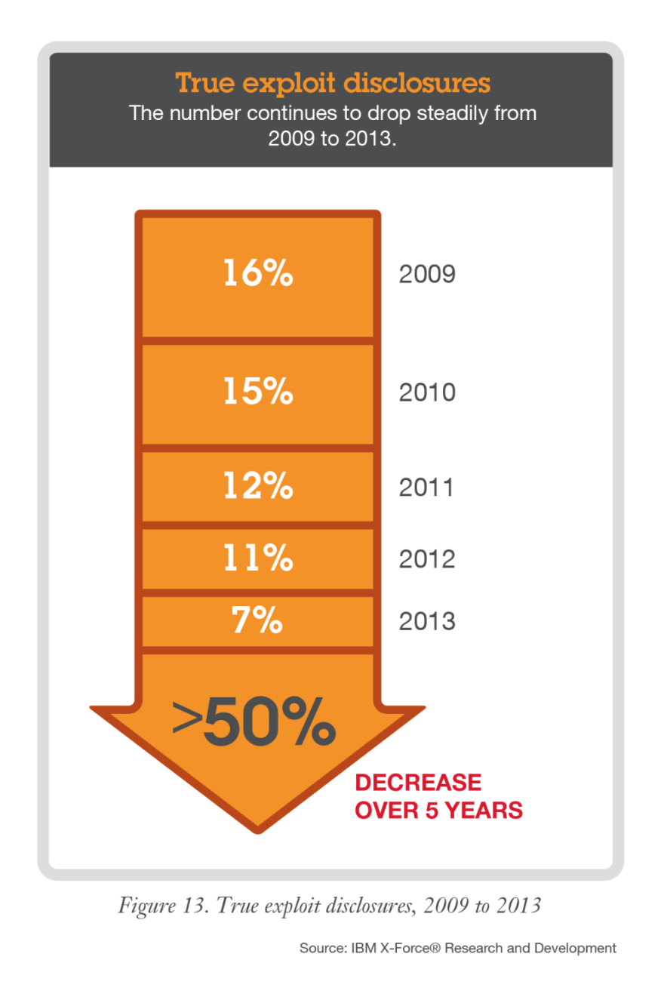 True exploit disclosures
The number continues to drop steadily from
2009 to 2013.
16% 2009
15% 2010
12% 2011
11% 2012
7% 2013
>50%
DECREASE
OVER 5 YEARS
Figure 13. True exploit disclosures, 2009 to 2013
Source: IBM X-Force® Research and Development